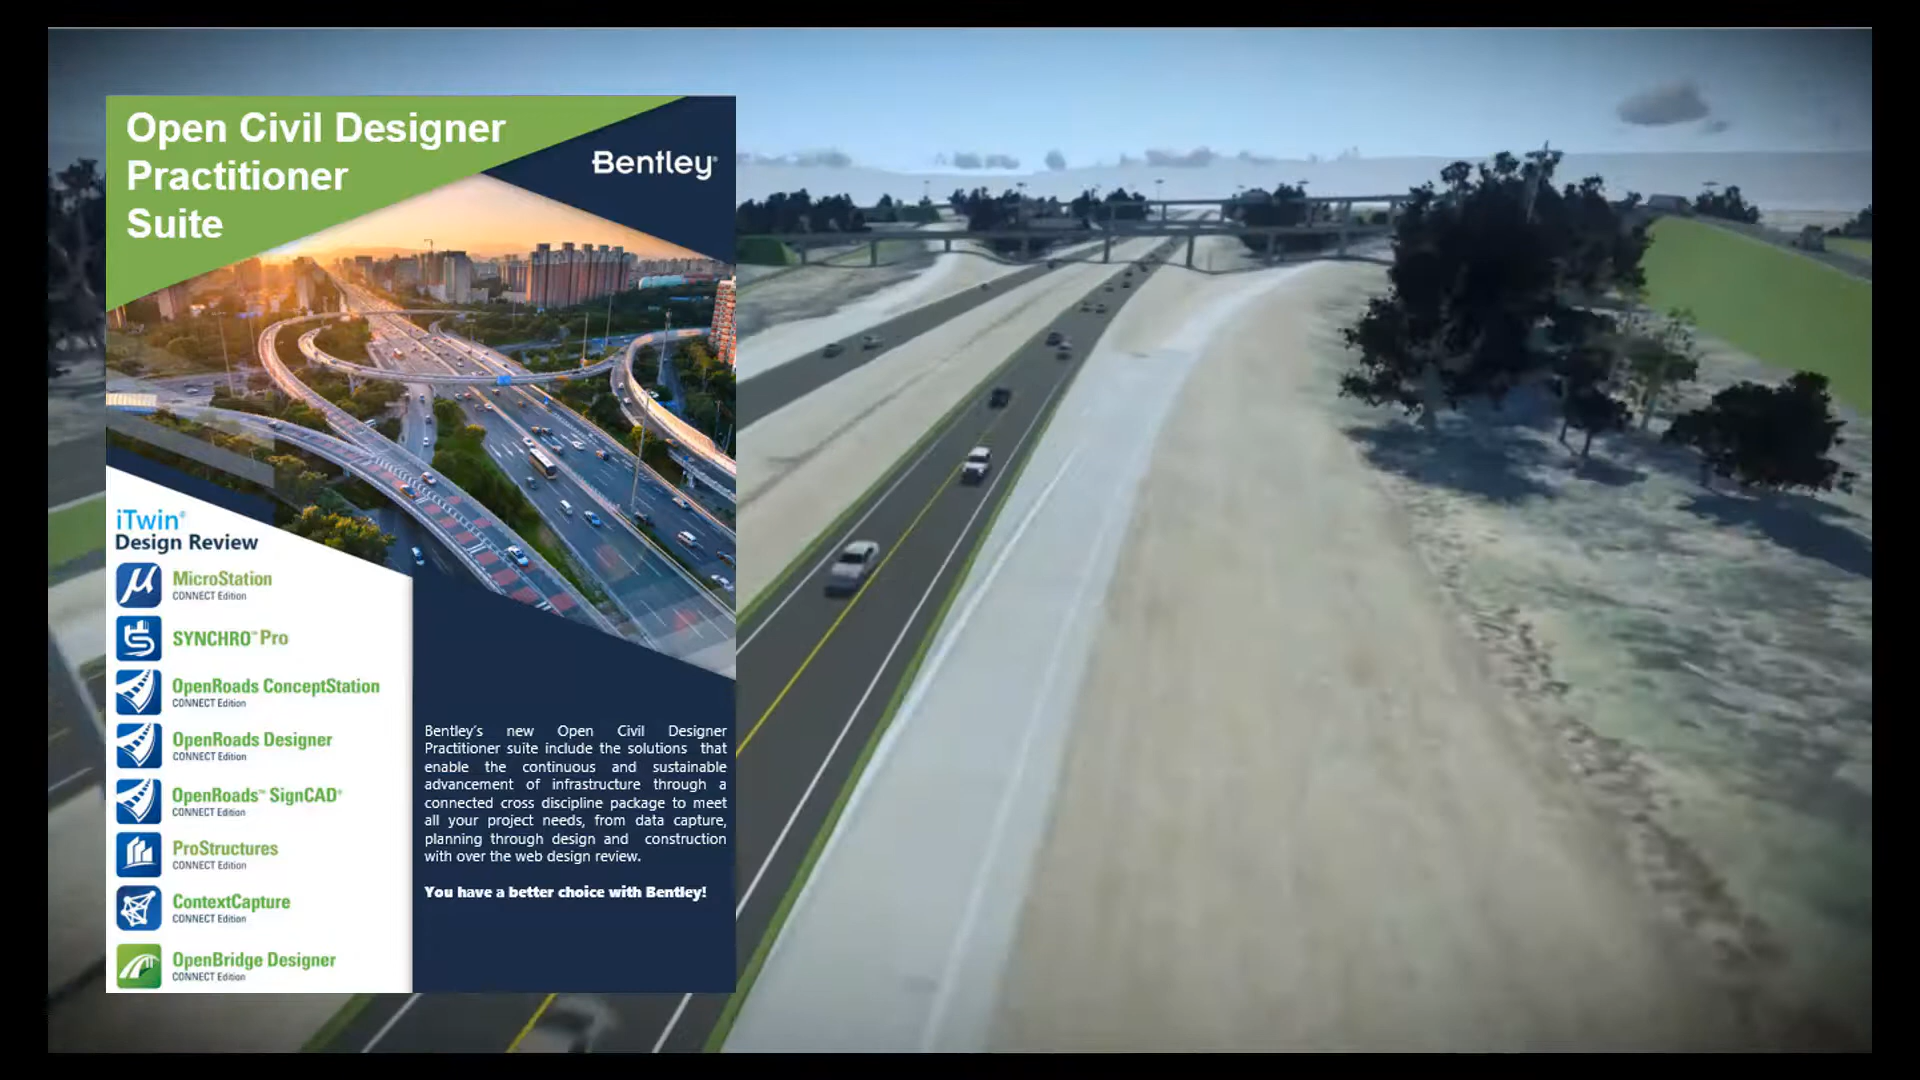 Open Civil Designer
Practitioner
Suite
Bentley®
iTwin®
Design Review
MicroStation
CONNECT Edition
SYNCHRO™ Pro
OpenRoads ConceptStation
CONNECT Edition
OpenRoads Designer
CONNECT Edition
OpenRoads™ SignCAD®
CONNECT Edition
ProStructures
CONNECT Edition
ContextCapture
CONNECT Edition
OpenBridge Designer
CONNECT Edition
Bentley's new Open Civil Designer
Practitioner suite include the solutions that
enable the continuous and sustainable
advancement of infrastructure through a
connected cross discipline package to meet
all your project needs, from data capture,
planning through design and construction
with over the web design review.
You have a better choice with Bentley!